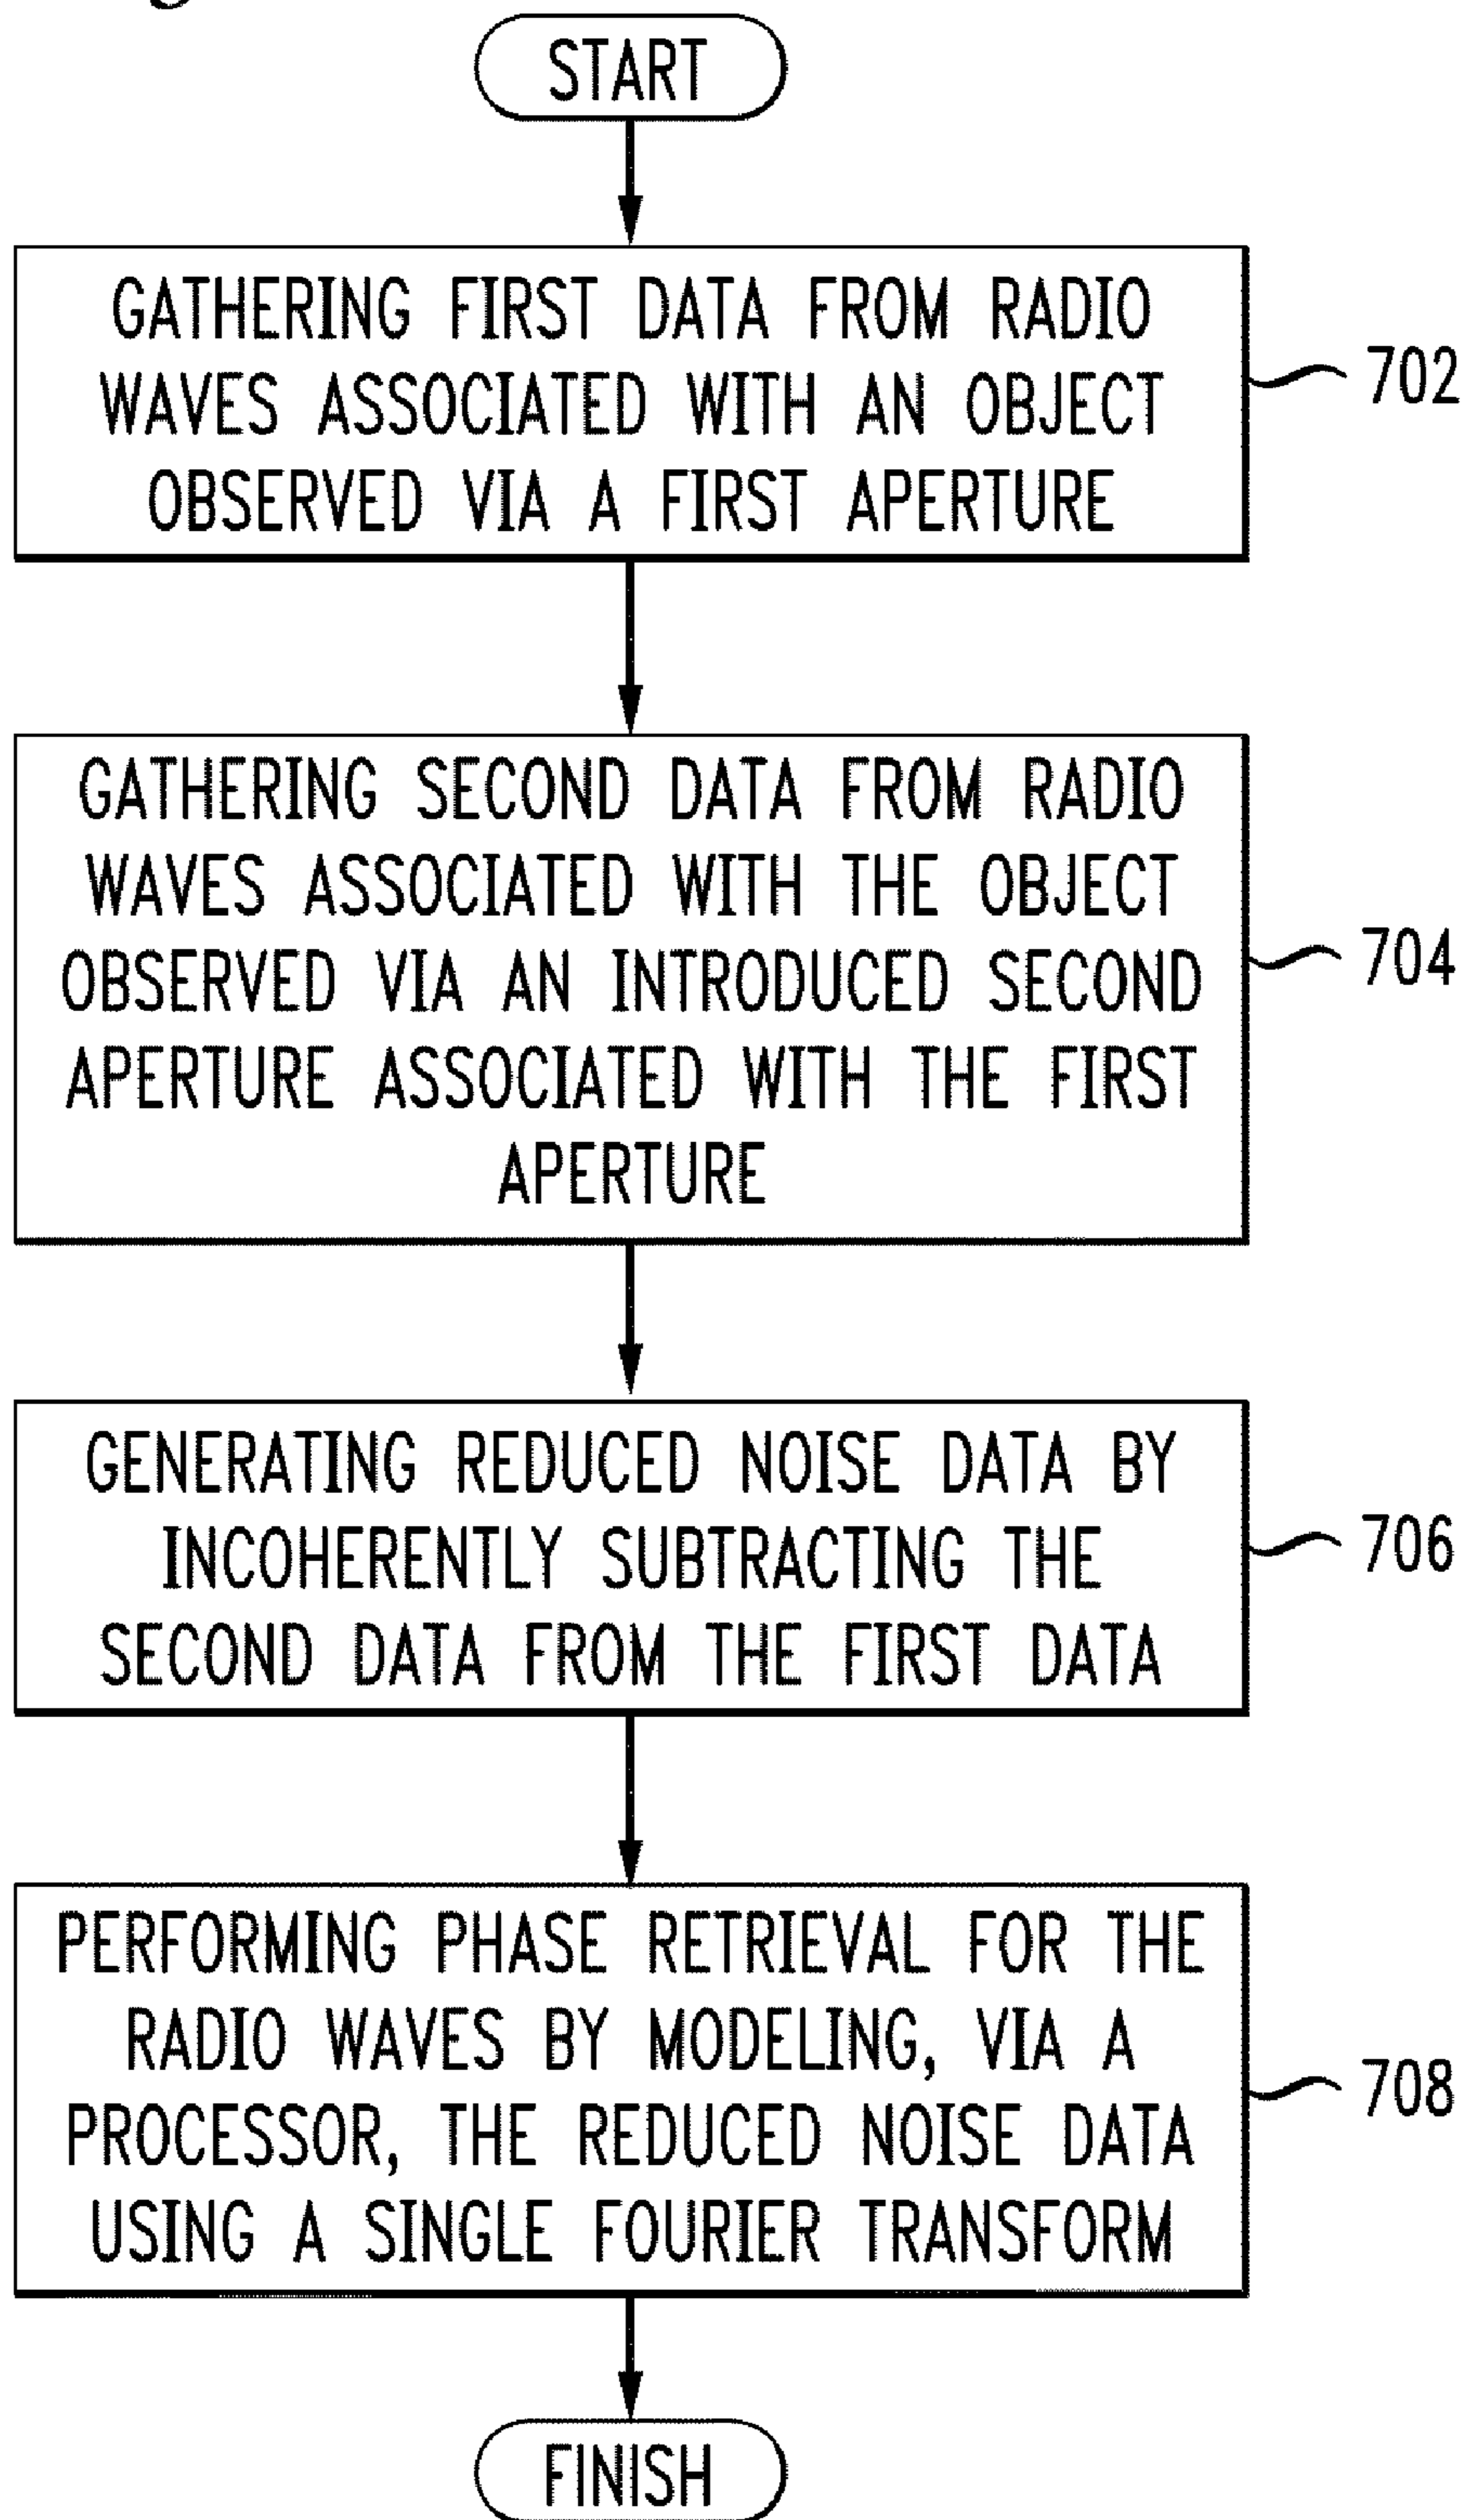 START
GATHERING FIRST DATA FROM RADIO
WAVES ASSOCIATED WITH AN OBJECT
OBSERVED VIA A FIRST APERTURE
702
GATHERING SECOND DATA FROM RADIO
WAVES ASSOCIATED WITH THE OBJECT
OBSERVED VIA AN INTRODUCED SECOND
APERTURE ASSOCIATED WITH THE FIRST
APERTURE
704
GENERATING REDUCED NOISE DATA BY
INCOHERENTLY SUBTRACTING THE
SECOND DATA FROM THE FIRST DATA
706
PERFORMING PHASE RETRIEVAL FOR THE
RADIO WAVES BY MODELING, VIA A
PROCESSOR, THE REDUCED NOISE DATA
USING A SINGLE FOURIER TRANSFORM
708
FINISH